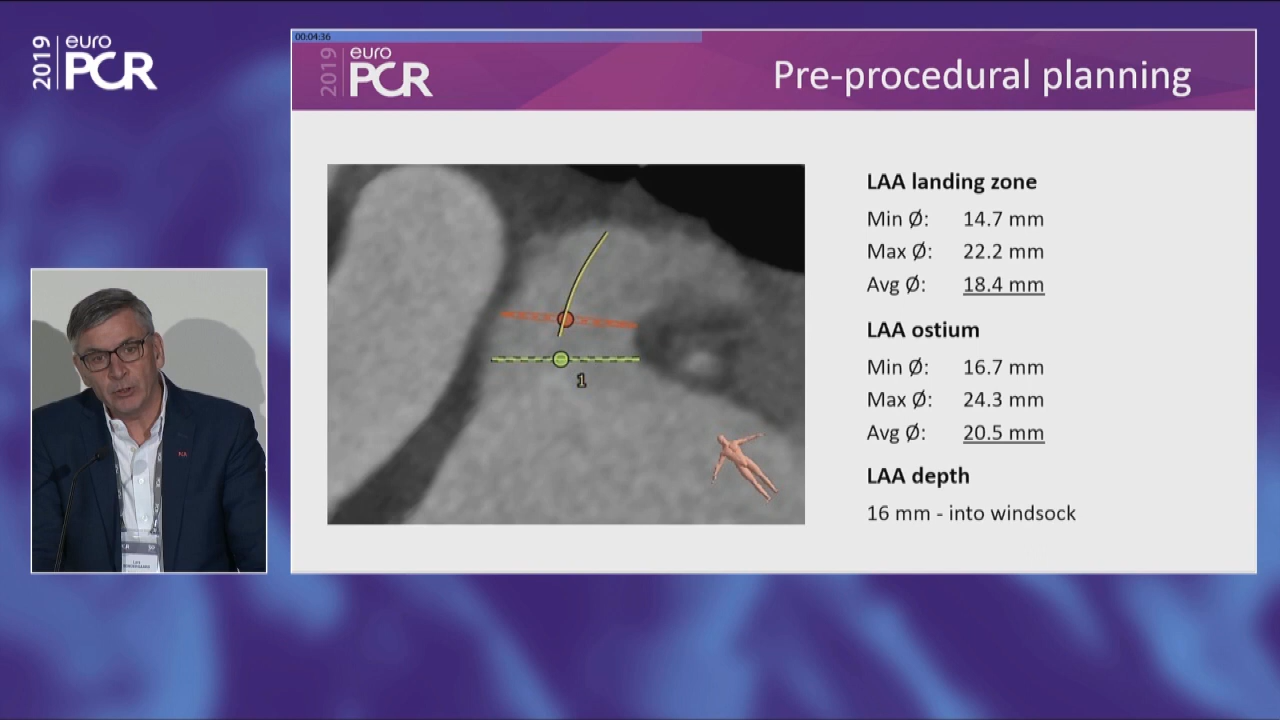 2019
euro
PCR
00:04:36
2019
euro
PCR
Pre-procedural planning
LAA landing zone
Min Ø: 14.7 mm
Max Ø: 22.2 mm
Avg Ø: 18.4 mm
LAA ostium
Min Ø: 16.7 mm
Max Ø: 24.3 mm
Avg Ø: 20.5 mm
LAA depth
16 mm - into windsock
1